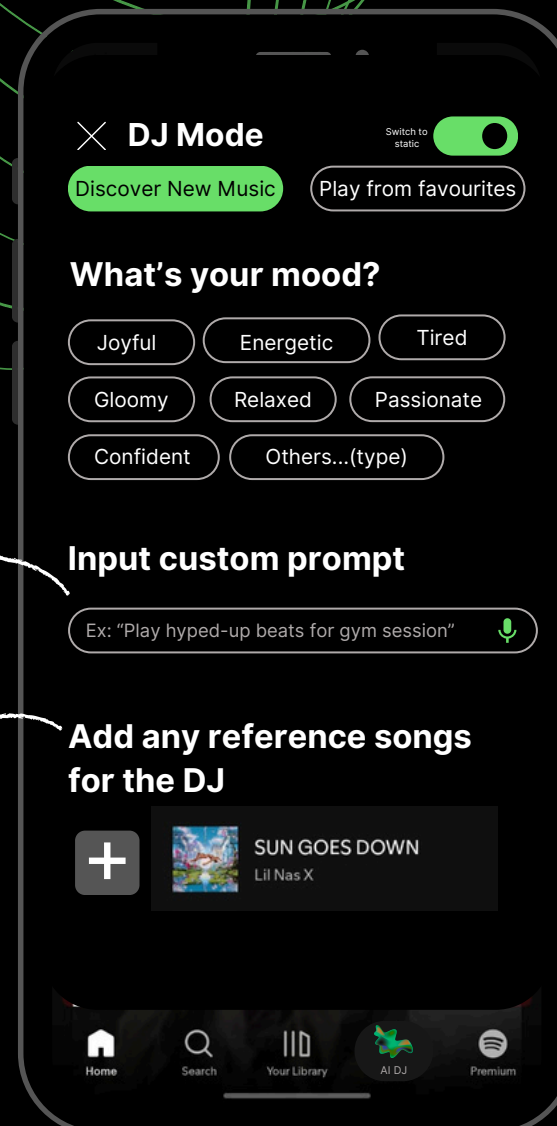 DJ Mode
Switch to
static
Discover New Music
Play from favourites
What's your mood?
Joyful
Energetic
Tired
Gloomy
Relaxed
Passionate
Confident
Others...(type)
Input custom prompt
Ex: “Play hyped-up beats for gym session”
Add any reference songs
for the DJ
SUN GOES DOWN
Lil Nas X
Home
Search
Your Library
AI DJ
Premium